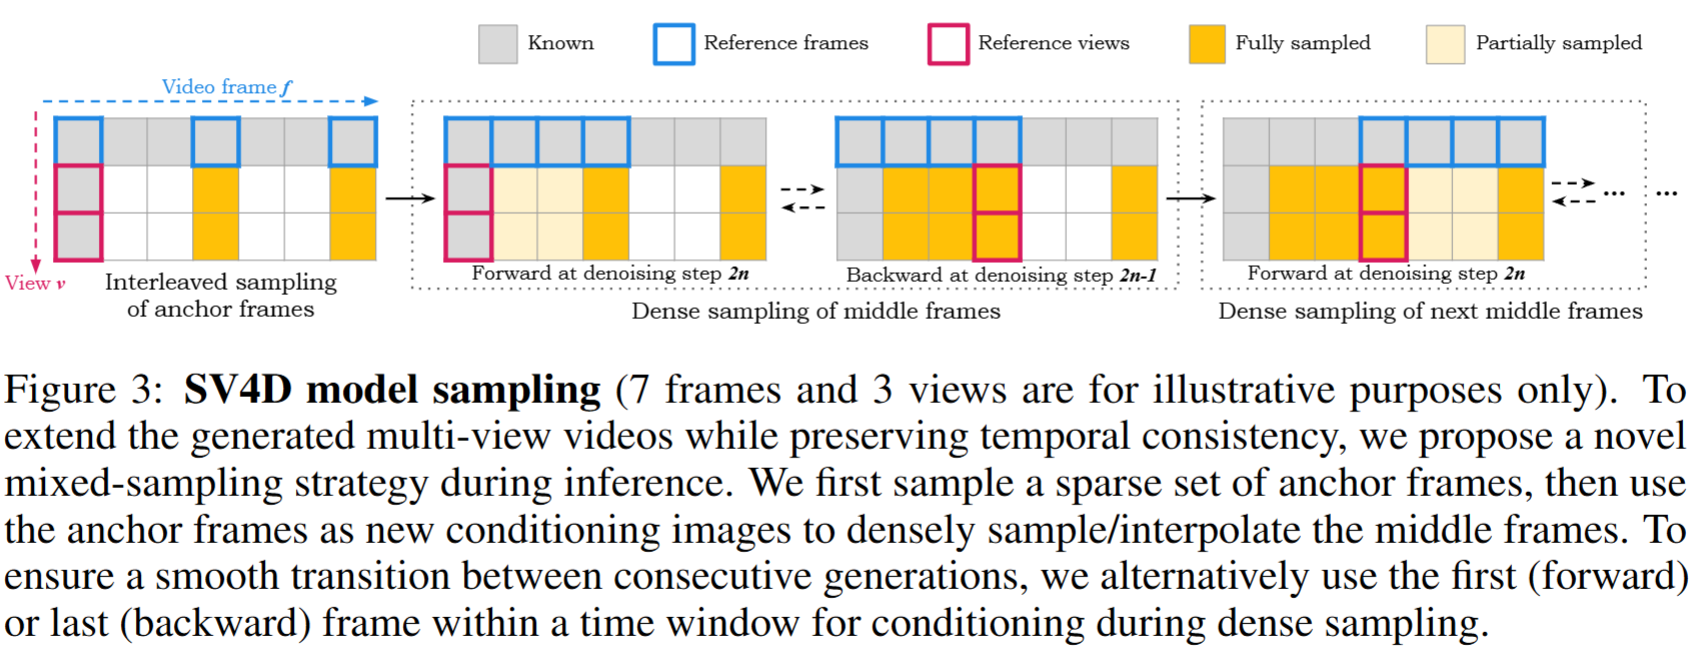 Known Reference frames Reference views Fully sampled Partially sampled
Video frame f
View v
Interleaved sampling
of anchor frames
Forward at denoising step 2n
Backward at denoising step 2n-1
Dense sampling of middle frames
Forward at denoising step 2n
... ...
Dense sampling of next middle frames
Figure 3: SV4D model sampling (7 frames and 3 views are for illustrative purposes only). To
extend the generated multi-view videos while preserving temporal consistency, we propose a novel
mixed-sampling strategy during inference. We first sample a sparse set of anchor frames, then use
the anchor frames as new conditioning images to densely sample/interpolate the middle frames. To
ensure a smooth transition between consecutive generations, we alternatively use the first (forward)
or last (backward) frame within a time window for conditioning during dense sampling.